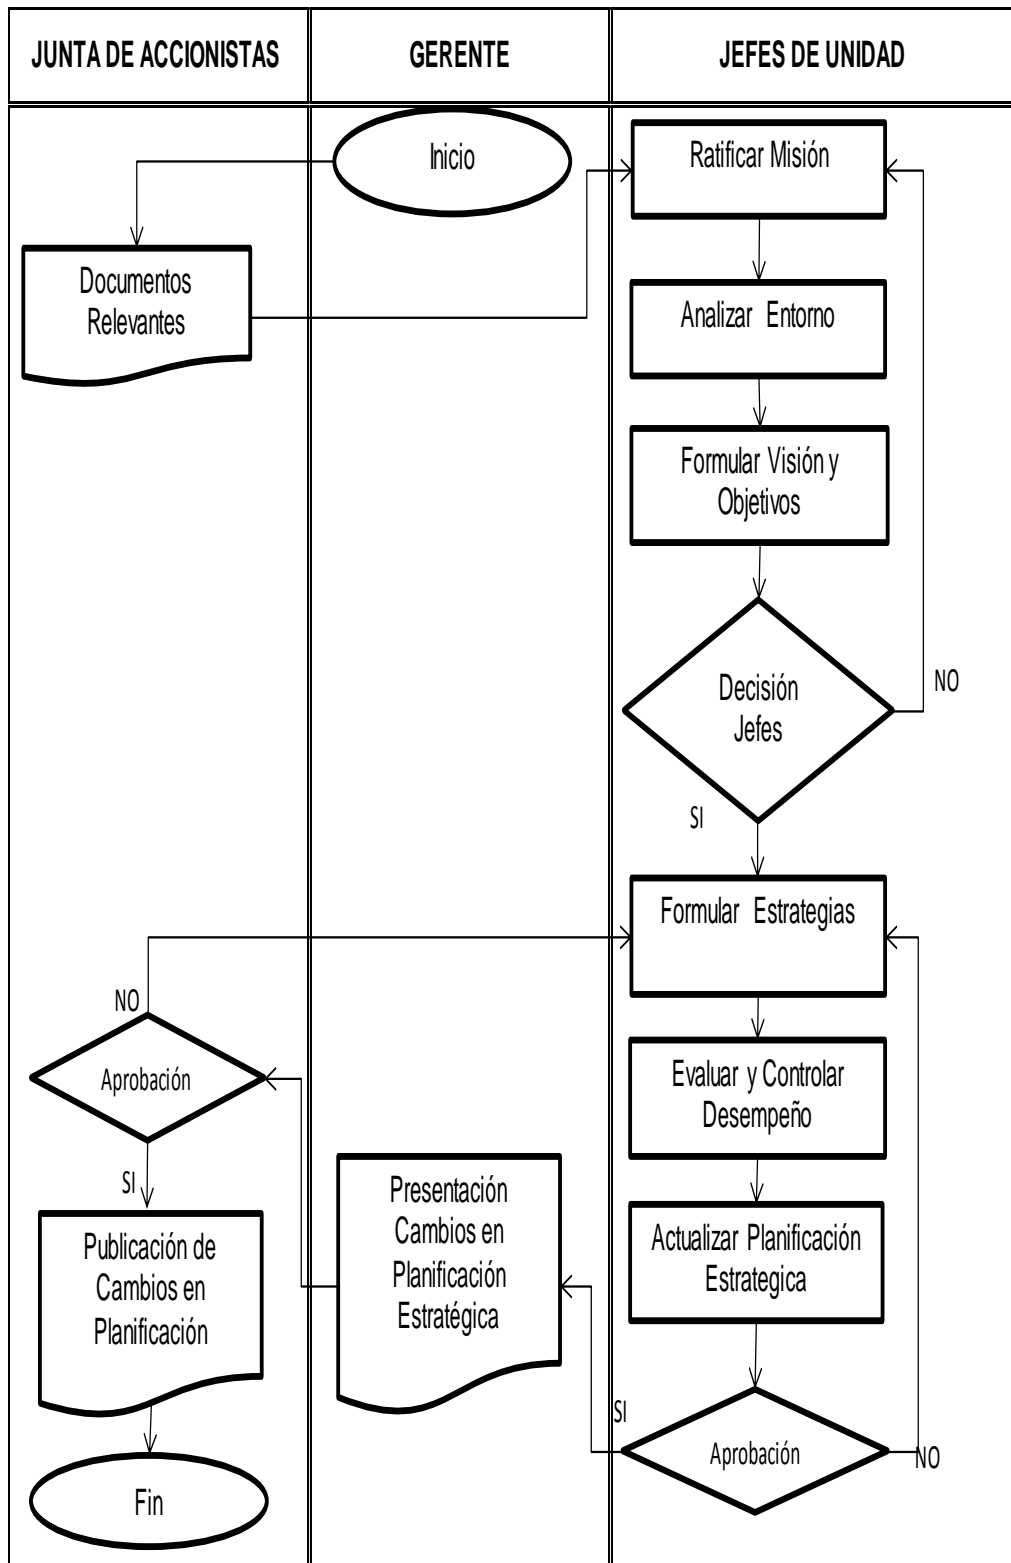 JUNTA DE ACCIONISTAS
GERENTE
JEFES DE UNIDAD
Inicio
Ratificar Misión
Documentos
Relevantes
Analizar Entorno
Formular Visión y
Objetivos
Decisión
Jefes
NO
SI
Formular Estrategias
NO
Aprobación
Evaluar y Controlar
Desempeño
SI
Presentación
Cambios en
Planificación
Estratégica
Actualizar Planificación
Estrategica
Publicación de
Cambios en
Planificación
SI
Aprobación
NO
Fin